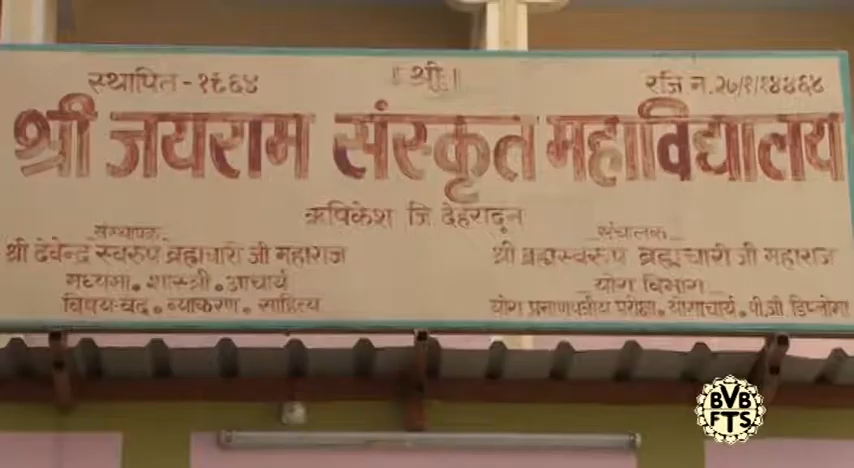 ॥ श्री ॥
स्थापित - १९६४
रजि न. २७/१/१४४६४
श्री जयराम संस्कृत महाविद्यालय
ऋषिकेश जि. देहरादून
संस्थापक
श्री देवेन्द्र स्वरुप ब्रह्मचारी जी महाराज
मध्यमा. शास्त्री. आचार्य
विषय:- वेद. व्याकरण. साहित्य
संचालक
श्री ब्रह्मस्वरुप ब्रह्मचारी जी महाराज
योग विभाग
योग प्रमाणपत्रीय परीक्षा. योगाचार्य. पी.जी डिप्लोमा
BVB
FTS